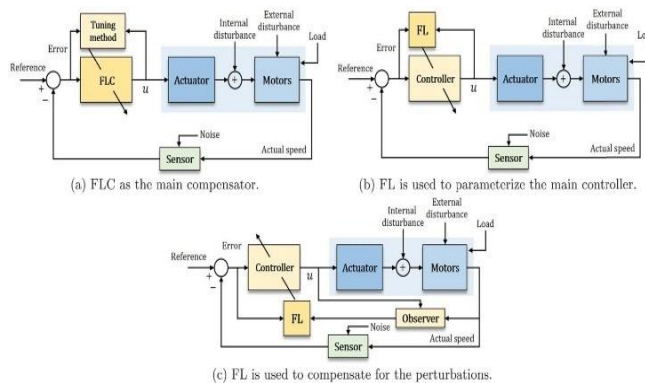 Tuning
method
Internal
disturbance
External
disturbance
Load
Error
Reference
+
−
FLC
u
Actuator
+
Motors
Noise
Sensor
Actual speed
(a) FLC as the main compensator.
FL
Internal
disturbance
External
disturbance
Error
Reference
+
−
Controller
u
Actuator
+
Motors
Noise
Sensor
Actual speed
(b) FL is used to parameterize the main controller.
Internal
disturbance
External
disturbance
Load
Error
Reference
+
−
Controller
u
Actuator
+
Motors
FL
Observer
Noise
Sensor
Actual speed
(c) FL is used to compensate for the perturbations.